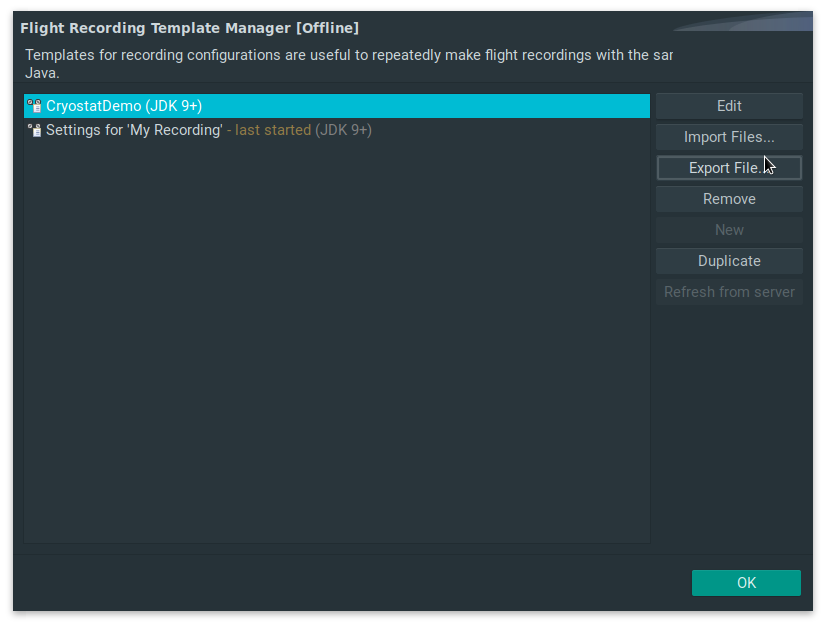 Flight Recording Template Manager [Offline]
Templates for recording configurations are useful to repeatedly make flight recordings with the
Java.
CryostatDemo (JDK 9+)
Settings for 'My Recording' - last started (JDK 9+)
Edit
Import Files...
Export File...
Remove
New
Duplicate
Refresh from server
OK